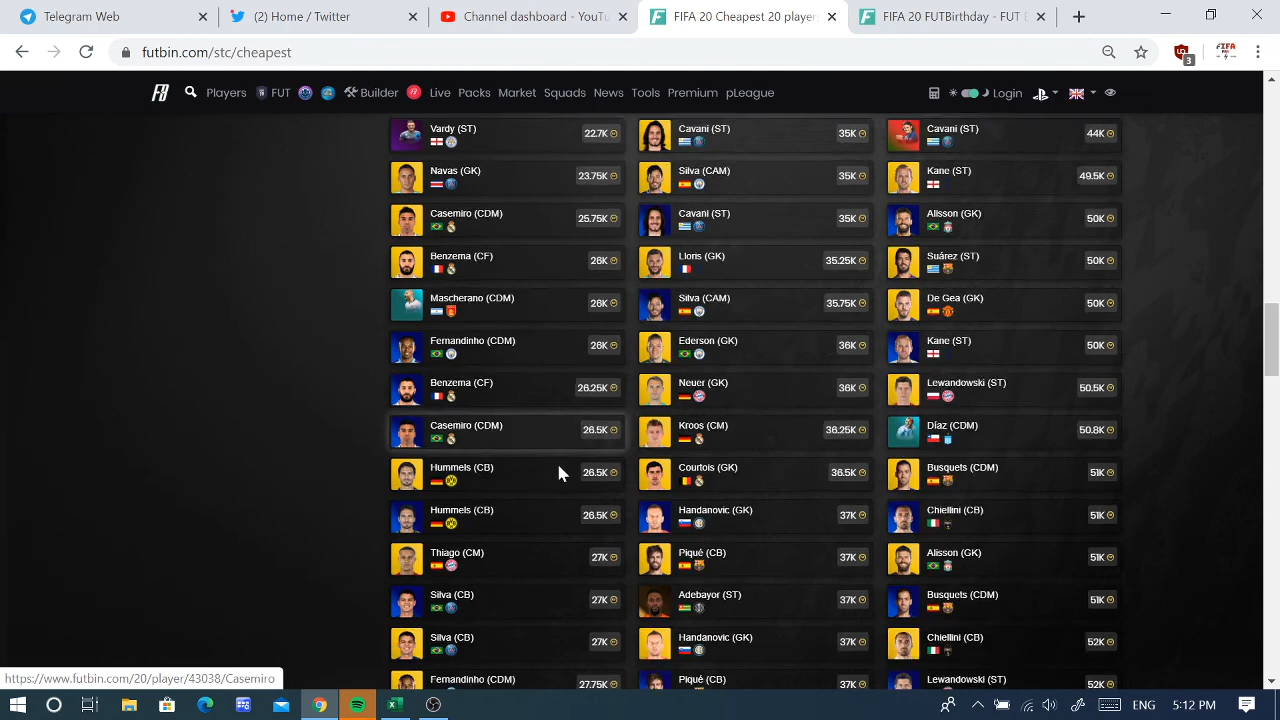 Telegram Web
(2) Home / Twitter
Channel dashboard - YouTu
FIFA 20 Cheapest 20 player
FIFA 20 FUTBirthday - FUT E
futbin.com/stc/cheapest
3
Players FUT Builder Live Packs Market Squads News Tools Premium pLeague Login
Vardy (ST) 22.7K
Cavani (ST) 35K
Cavani (ST) 44K
Navas (GK) 23.75K
Silva (CAM) 35K
Kane (ST) 49.5K
Casemiro (CDM) 25.75K
Cavani (ST) 35K
Alisson (GK) 50K
Benzema (CF) 26K
Lloris (GK) 35.25K
Suárez (ST) 50K
Mascherano (CDM) 26K
Silva (CAM) 35.75K
De Gea (GK) 50K
Fernandinho (CDM) 26K
Ederson (GK) 36K
Kane (ST) 50K
Benzema (CF) 26.25K
Neuer (GK) 36K
Lewandowski (ST) 50.5K
Casemiro (CDM) 26.5K
Kroos (CM) 36.25K
Díaz (CDM) 50.8K
Hummels (CB) 26.5K
Courtois (GK) 36.5K
Busquets (CDM) 51K
Hummels (CB) 26.5K
Handanovic (GK) 37K
Chiellini (CB) 51K
Thiago (CM) 27K
Piqué (CB) 37K
Alisson (GK) 51K
Silva (CB) 27K
Adebayor (ST) 37K
Busquets (CDM) 51K
Silva (CB) 27K
Handanovic (GK) 37K
Chiellini (CB) 52K
Fernandinho (CDM) 27.75K
Piqué (CB) 37K
Lewandowski (ST) 52K
https://www.futbin.com/20/player/43038/Casemiro
ENG 5:12 PM